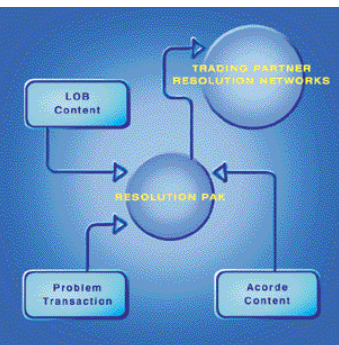 TRADING PARTNER
RESOLUTION NETWORKS
LOB
Content
RESOLUTION PAK
Problem
Transaction
Acorde
Content